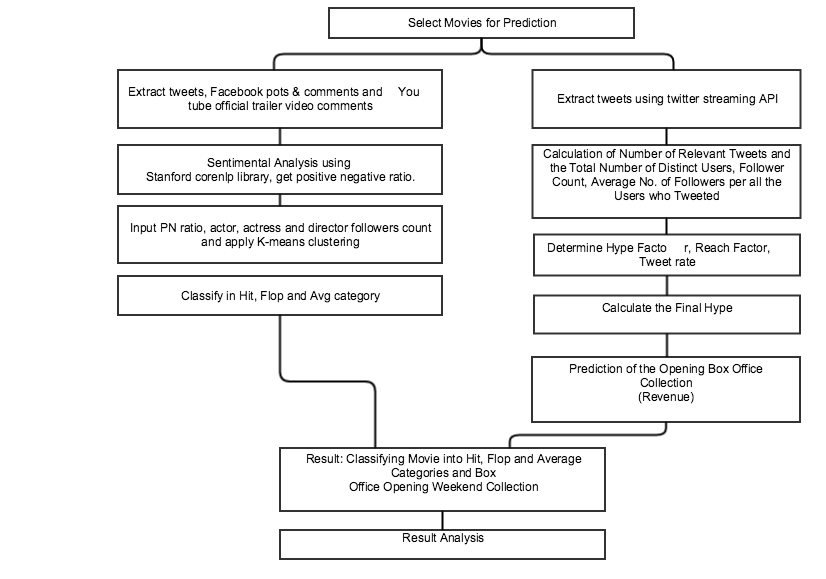 Select Movies for Prediction
Extract tweets, Facebook pots & comments and You
tube official trailer video comments
Sentimental Analysis using
Stanford corenlp library, get positive negative ratio.
Input PN ratio, actor, actress and director followers count
and apply K-means clustering
Classify in Hit, Flop and Avg category
Extract tweets using twitter streaming API
Calculation of Number of Relevant Tweets and
the Total Number of Distinct Users, Follower
Count, Average No. of Followers per all the
Users who Tweeted
Determine Hype Facto r, Reach Factor,
Tweet rate
Calculate the Final Hype
Prediction of the Opening Box Office
Collection
(Revenue)
Result: Classifying Movie into Hit, Flop and Average
Categories and Box
Office Opening Weekend Collection
Result Analysis